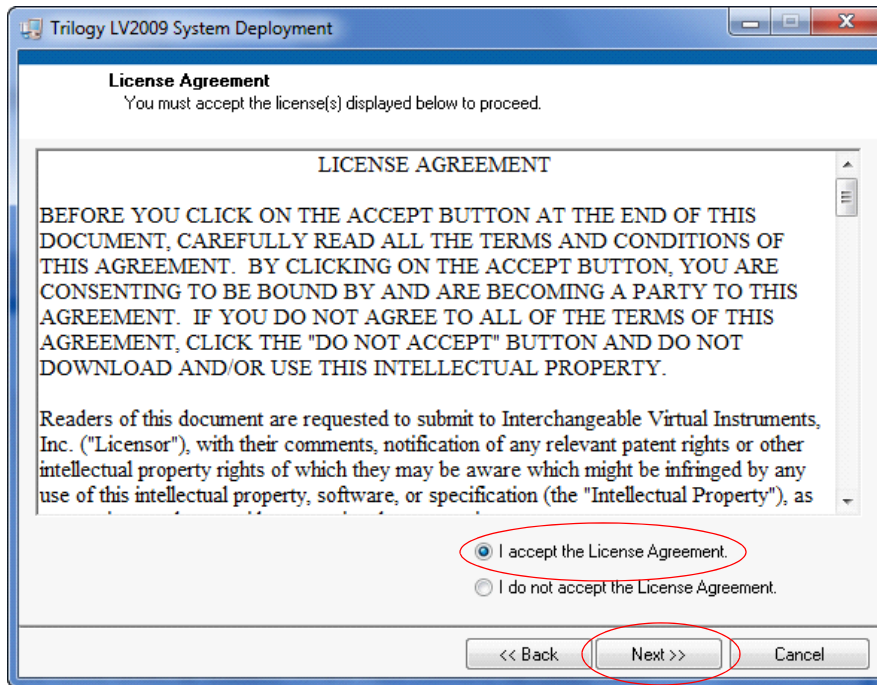 Trilogy LV2009 System Deployment
License Agreement
You must accept the license(s) displayed below to proceed.
LICENSE AGREEMENT
BEFORE YOU CLICK ON THE ACCEPT BUTTON AT THE END OF THIS
DOCUMENT, CAREFULLY READ ALL THE TERMS AND CONDITIONS OF
THIS AGREEMENT.  BY CLICKING ON THE ACCEPT BUTTON, YOU ARE
CONSENTING TO BE BOUND BY AND ARE BECOMING A PARTY TO THIS
AGREEMENT.  IF YOU DO NOT AGREE TO ALL OF THE TERMS OF THIS
AGREEMENT, CLICK THE "DO NOT ACCEPT" BUTTON AND DO NOT
DOWNLOAD AND/OR USE THIS INTELLECTUAL PROPERTY.
Readers of this document are requested to submit to Interchangeable Virtual Instruments,
Inc. ("Licensor"), with their comments, notification of any relevant patent rights or other
intellectual property rights of which they may be aware which might be infringed by any
use of this intellectual property, software, or specification (the "Intellectual Property"), as
I accept the License Agreement.
I do not accept the License Agreement.
<< Back
Next >>
Cancel